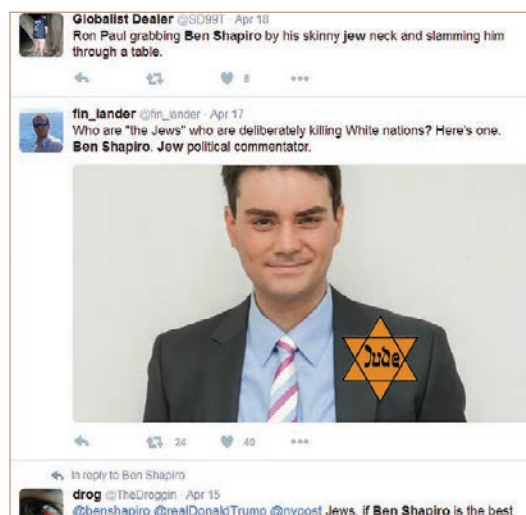 Globalist Dealer @SD99T · Apr 18
Ron Paul grabbing Ben Shapiro by his skinny jew neck and slamming him
through a table.
8
fin_lander @fin_lander · Apr 17
Who are "the Jews" who are deliberately killing White nations? Here's one.
Ben Shapiro. Jew political commentator.
Jude
24 40
In reply to Ben Shapiro
drog @TheDroggin · Apr 15
@benshapiro @realDonaldTrump @nypost Jews, if Ben Shapiro is the best